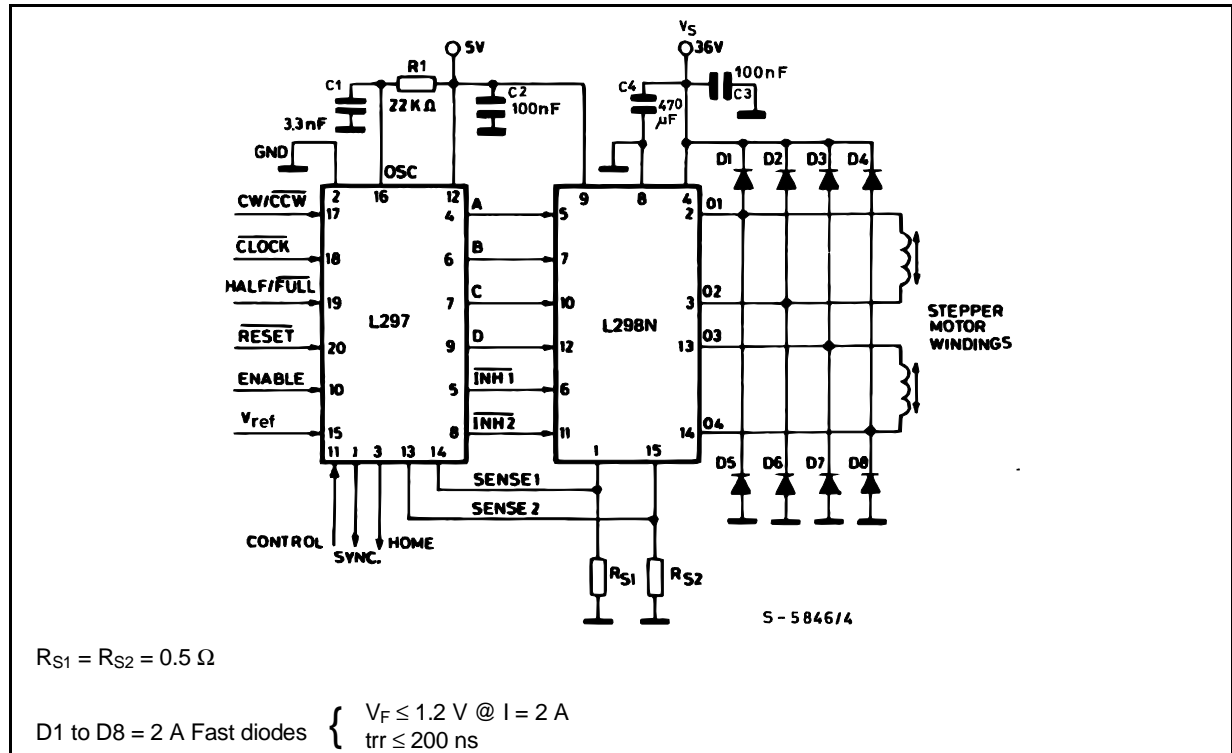 5V
Vs
36V
R1
22KΩ
C1
3.3nF
C2
100nF
C4
470
μF
100nF
C3
GND
OSC
D1 D2 D3 D4
2 16 12
9 8 4
CW/CCW 17
CLOCK 18
HALF/FULL 19
RESET 20
ENABLE 10
Vref 15
L297
4 A 5
6 B 7
7 C 10
9 D 12
5 INH1 6
8 INH2 11
L298N
2 O1
3 O2
13 O3
14 O4
STEPPER
MOTOR
WINDINGS
11 1 3 13 14
1 15
D5 D6 D7 D8
SENSE1
SENSE 2
CONTROL
SYNC.
HOME
RS1
RS2
S-5846/4
RS1 = RS2 = 0.5 Ω
VF ≤ 1.2 V @ I = 2 A
D1 to D8 = 2 A Fast diodes {
trr ≤ 200 ns